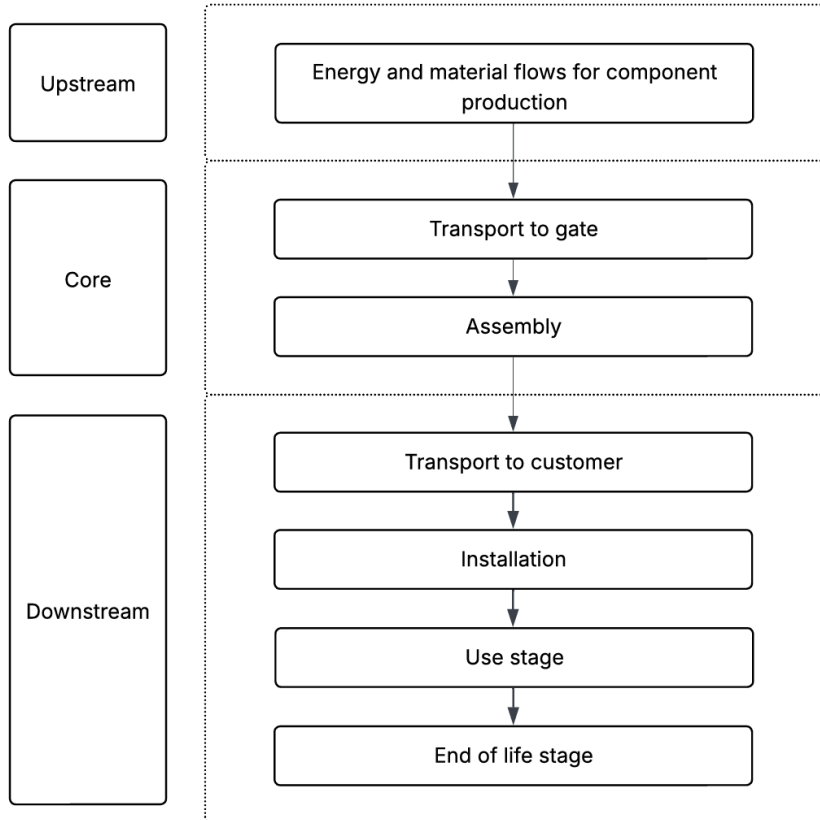 Upstream
Energy and material flows for component
production
Core
Transport to gate
Assembly
Downstream
Transport to customer
Installation
Use stage
End of life stage